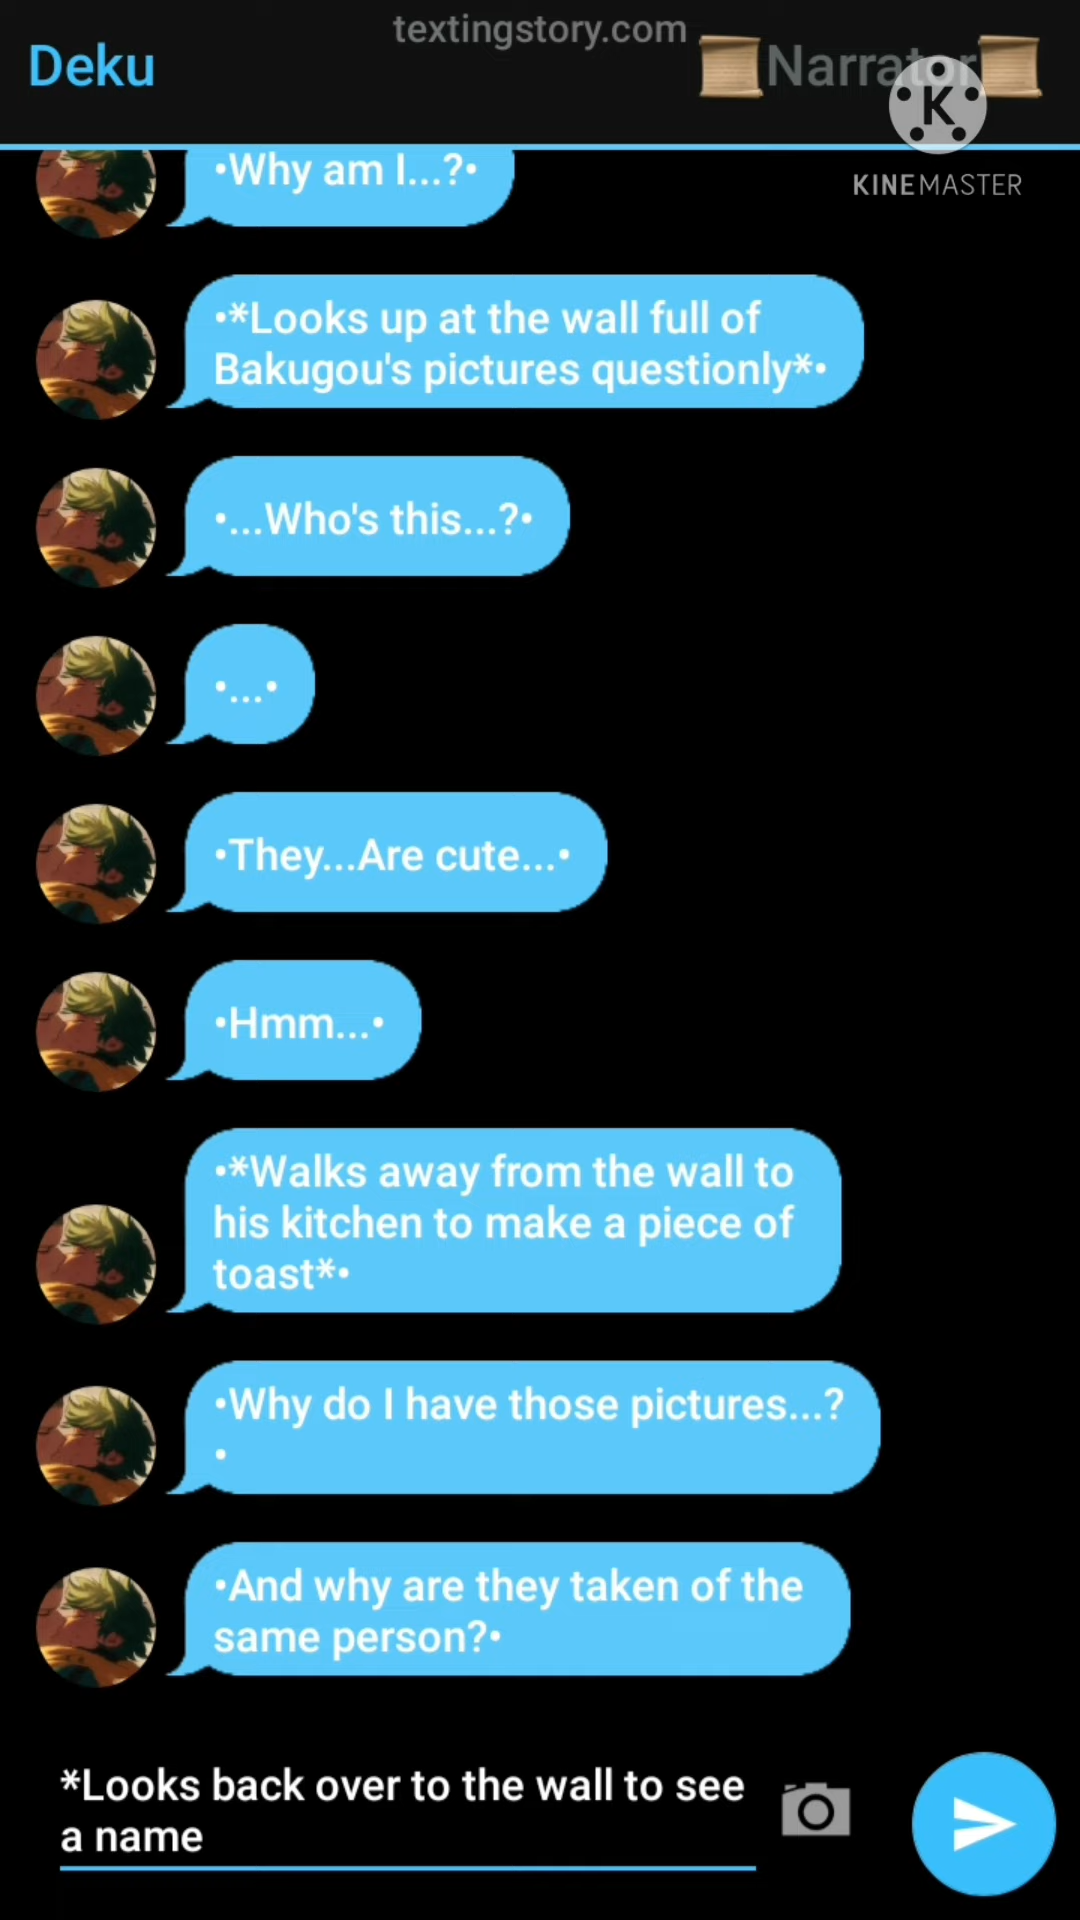 textingstory.com
Deku
Narrator
K
KINEMASTER
•Why am I...?•
•*Looks up at the wall full of
Bakugou's pictures questionly*•
•...Who's this...?•
•...•
•They...Are cute...•
•Hmm...•
•*Walks away from the wall to
his kitchen to make a piece of
toast*•
•Why do I have those pictures...?
•
•And why are they taken of the
same person?•
*Looks back over to the wall to see
a name